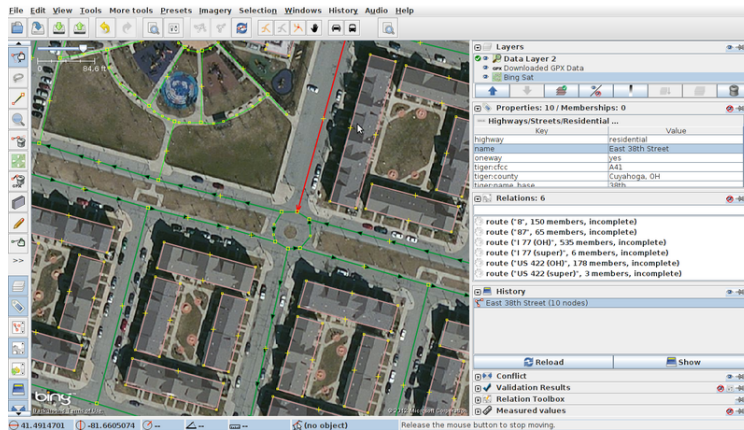 File Edit View Tools More tools Presets Imagery Selection Windows History Audio Help
0 84.6 ft
bing
Layers
Data Layer 2
Downloaded GPX Data
Bing Sat
Properties: 10 / Memberships: 0
Highways/Streets/Residential ...
Key Value
highway residential
name East 38th Street
oneway yes
tiger:cfcc A41
tiger:county Cuyahoga, OH
tiger:name_base 38th
Relations: 6
route ("8", 150 members, incomplete)
route ("87", 65 members, incomplete)
route ("I 77 (OH)", 535 members, incomplete)
route ("I 77 (super)", 6 members, incomplete)
route ("US 422 (OH)", 178 members, incomplete)
route ("US 422 (super)", 3 members, incomplete)
History
East 38th Street (10 nodes)
Reload Show
Conflict
Validation Results
Relation Toolbox
Measured values
>>
41.4914701 -81.6605074 -- -- -- (no object) Release the mouse button to stop moving.